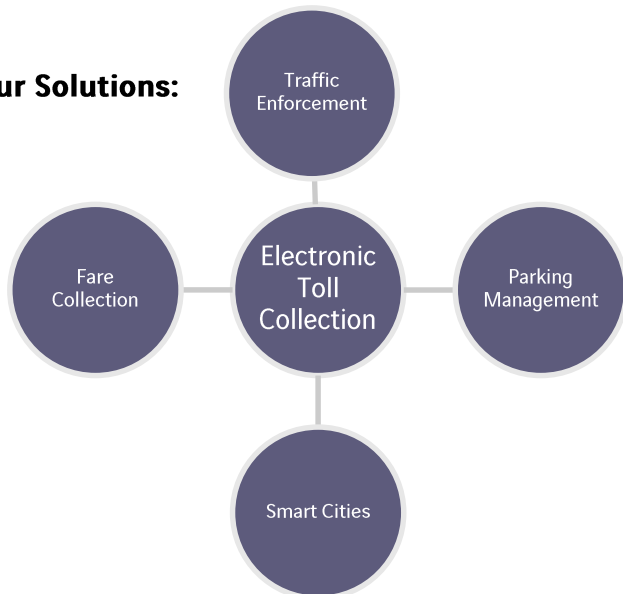 ur Solutions:
Traffic
Enforcement
Fare
Collection
Electronic
Toll
Collection
Parking
Management
Smart Cities